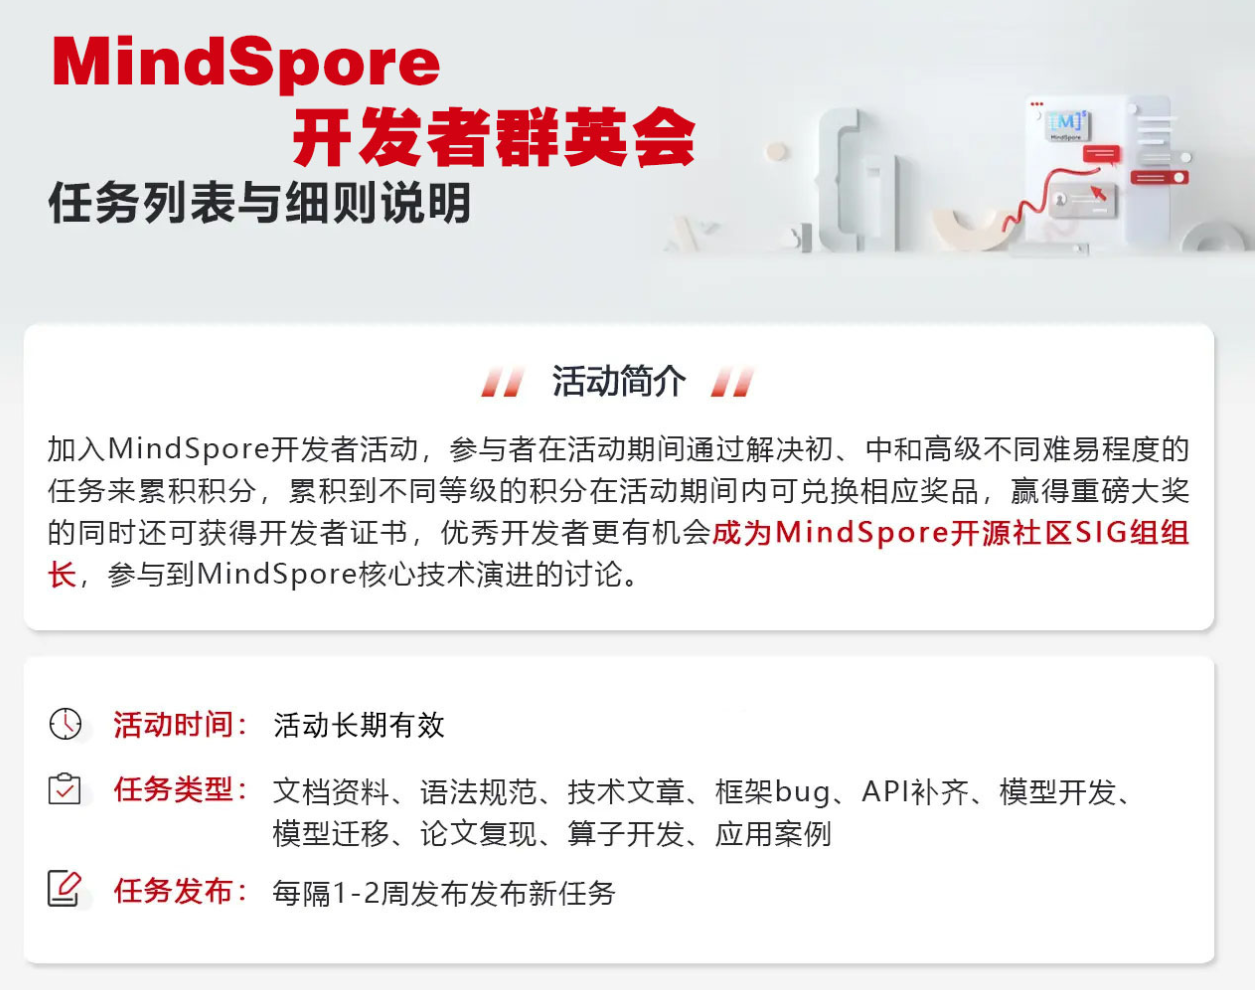 MindSpore
开发者群英会
任务列表与细则说明
[M]s
MindSpore
活动简介
加入MindSpore开发者活动，参与者在活动期间通过解决初、中和高级不同难易程度的
任务来累积积分，累积到不同等级的积分在活动期间内可兑换相应奖品，赢得重磅大奖
的同时还可获得开发者证书，优秀开发者更有机会成为MindSpore开源社区SIG组组
长，参与到MindSpore核心技术演进的讨论。
活动时间：活动长期有效
任务类型：文档资料、语法规范、技术文章、框架bug、API补齐、模型开发、
模型迁移、论文复现、算子开发、应用案例
任务发布：每隔1-2周发布发布新任务